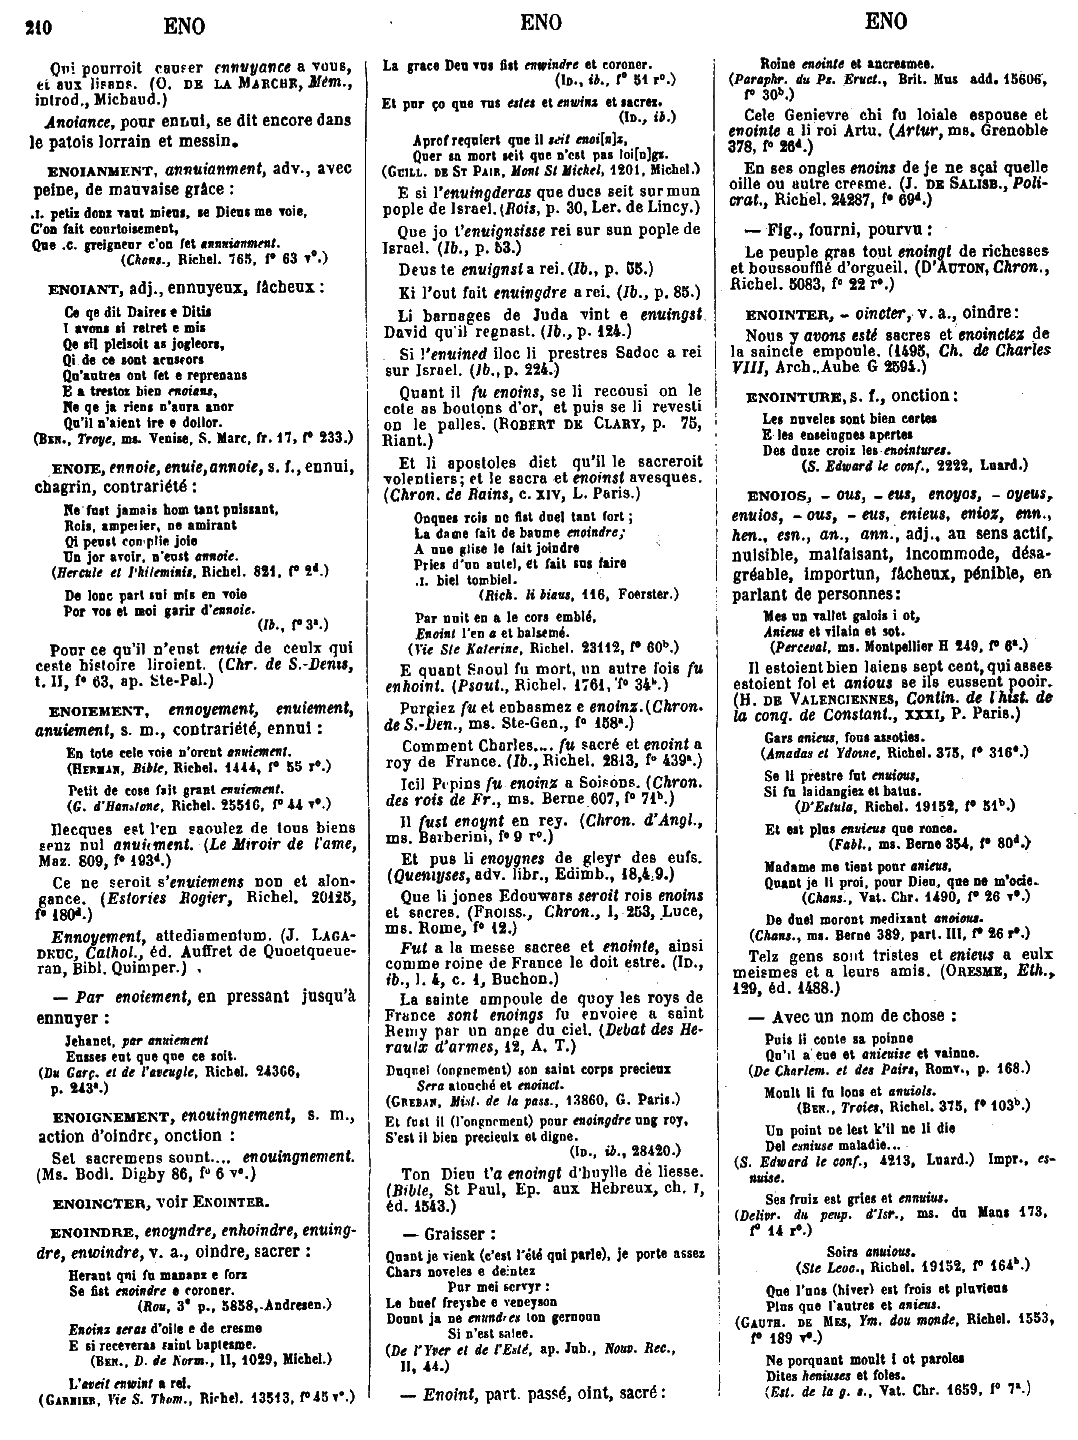 210 ENO ENO ENO
Qui pourroit causer ennuyance a vous,
et aux lisans. (O. DE LA MARCHE, Mém.,
introd., Michaud.)
Anoiance, pour ennui, se dit encore dans
le patois lorrain et messin.
ENOIANMENT, annuianment, adv., avec
peine, de mauvaise grâce :
.I. petiz donz vaut mieus, se Dieus me voie,
C'on fait courtoisement,
Que .c. greigneur c'on fet annuianment.
(Chans., Richel. 765, f° 63 v°.)
ENOIANT, adj., ennuyeux, fâcheux :
Ce qe dit Daires e Ditis
I avons si retret e mis
Qe sil pleisoit as jogleors,
Qi de ce sont acuseors
Qu'autres ont fet e reprenans
E a trestoz bien enoians,
Ne qe ja riens n'aura anor
Qu'il n'aient ire e dollor.
(BEN., Troye, ms. Venise, S. Marc, fr. 17, f° 233.)
ENOIE, ennoie, enuie, annoie, s. f., ennui,
chagrin, contrariété :
Ne fust jamais hom tant puissant,
Rois, amperier, ne amirant
Qi peust con plie joie
Un jor avoir, n'eust annoie.
(Hercule et Phileminis, Richel. 821, f° 2d.)
De lonc part sui mis en voie
Por vos et moi garir d'ennoie.
(Ib., f° 3a.)
Pour ce qu'il n'eust enuie de ceulx qui
ceste histoire liroient. (Chr. de S.-Denis,
t. II, f° 63, ap. Ste-Pal.)
ENOIEMENT, ennoyement, enuiement,
anuiement, s. m., contrariété, ennui :
En tote cele voie n'orent anuiement.
(HERMAN, Bible, Richel. 1444, f° 55 r°.)
Petit de cose fait grant enuiement.
(G. d'Hanstone, Richel. 25516, f° 44 v°.)
Ilecques est l'en saoulez de tous biens
senz nul anuiement. (Le Miroir de l'ame,
Maz. 809, f° 193d.)
Ce ne seroit s'enuiemens non et alon-
gance. (Estories Rogier, Richel. 20125,
f° 180d.)
Ennoyement, attediamentum. (J. LAGA-
DEUC, Cathol., éd. Auffret de Quoetqueue-
ran, Bibl. Quimper.)
— Par enoiement, en pressant jusqu'à
ennuyer :
Jehanet, par anuiement
Eusses eut que que ce soit.
(Du Garç. et de l'aveugle, Richel. 24366,
p. 243a.)
ENOIGNEMENT, enouingnement, s. m.,
action d'oindre, onction :
Set sacremens sount.... enouingnement.
(Ms. Bodl. Digby 86, f° 6 v°.)
ENOINCTER, voir ENOINTER.
ENOINDRE, enoyndre, enhoindre, enuing-
dre, enwindre, v. a., oindre, sacrer :
Heraut qui fu mananz e forz
Se fist enoindre e coroner.
(Rou, 3e p., 5858, Andresen.)
Enoinz seras d'oile e de cresme
E si receveras saint baptesme.
(BEN., D. de Norm., II, 1029, Michel.)
L'aveit enwint a rei.
(GARNIER, Vie S. Thom., Richel. 13513, f° 45 v°.)
La grace Deu vus fist enwindre et coroner.
(ID., ib., f° 51 r°.)
Et pur ço que vus estes et enwinz et sacrez.
(ID., ib.)
Aprof requiert que il seit enoi[n]z,
Quer sa mort seit que n'est pas loi[n]gz.
(GUILL. DE ST PAIR, Mont St Michel, 1201, Michel.)
E si l'enuingderas que ducs seit sur mun
pople de Israel. (Rois, p. 30, Ler. de Lincy.)
Que jo t'enuignsisse rei sur sun pople de
Israel. (Ib., p. 53.)
Deus te enuignst a rei. (Ib., p. 55.)
Ki l'out fait enuingdre a rei. (Ib., p. 85.)
Li barnages de Juda vint e enuingst
David qu'il regnast. (Ib., p. 124.)
Si l'enuined iloc li prestres Sadoc a rei
sur Israel. (Ib., p. 224.)
Quant il fu enoins, se li recousi on le
cote as boutons d'or, et puis se li revesti
on le palles. (ROBERT DE CLARY, p. 75,
Riant.)
Et li apostoles dist qu'il le sacreroit
volentiers; et le sacra et enoinst avesques.
(Chron. de Rains, c. XIV, L. Paris.)
Onques rois ne fist duel tant fort ;
La dame fait de baume enoindre;
A une glise le fait joindre
Pries d'un autel, et fait sus faire
.I. biel tombiel.
(Rich. li biaus, 116, Foerster.)
Par nuit en a le cors emblé,
Enoint l'en a et balsemé.
(Vie Ste Katerine, Richel. 23112, f° 60b.)
E quant Saoul fu mort, un autre fois fu
enhoint. (Psaut., Richel. 1761, f° 34b.)
Purgiez fu et enbasmez e enoinz. (Chron.
de S.-Den., ms. Ste-Gen., f° 158a.)
Comment Charles.... fu sacré et enoint a
roy de France. (Ib., Richel. 2813, f° 439a.)
Icil Pepins fu enoinz a Soisons. (Chron.
des rois de Fr., ms. Berne 607, f° 71b.)
Il fust enoynt en rey. (Chron. d'Angl.,
ms. Barberini, f° 9 r°.)
Et pus li enoygnes de gleyr des eufs.
(Quenuyses, adv. libr., Edimb., 18,4,9.)
Que li jones Edouwars seroit rois enoins
et sacres. (FROISS., Chron., I, 253, Luce,
ms. Rome, f° 12.)
Fut a la messe sacree et enointe, ainsi
comme roine de France le doit estre. (ID.,
ib., l. 4, c. 1, Buchon.)
La sainte ampoule de quoy les roys de
France sont enoings fu envoiee a saint
Remy par un ange du ciel. (Debat des He-
raulx d'armes, 12, A. T.)
Duquel (ongnement) son saint corps precieux
Sera atouché et enoinct.
(GREBAN, Mist. de la pass., 13860, G. Paris.)
Et fust il (l'ongnement) pour enoingdre ung roy,
S'est il bien precieulx et digne.
(ID., ib., 28420.)
Ton Dieu t'a enoingt d'huylle de liesse.
(Bible, St Paul, Ep. aux Hebreux, ch. I,
éd. 1543.)
— Graisser :
Quant je vienk (c'est l'été qui parle), je porte assez
Chars noveles e deintez
Pur mei servyr :
Le buef freyshe e veneyson
Dount ja ne enundres ton gernoun
Si n'est salee.
(De l'Yver et de l'Esté, ap. Jub., Nouv. Rec.,
II, 44.)
— Enoint, part. passé, oint, sacré :
Roine enointe et ancresmee.
(Paraphr. du Ps. Eruct., Brit. Mus add. 15606,
f° 30b.)
Cele Genievre chi fu loiale espouse et
enointe a li roi Artu. (Artur, ms. Grenoble
378, f° 26d.)
En ses ongles enoins de je ne sçai quelle
oille ou autre cresme. (J. DE SALISB., Poli-
crat., Richel. 24287, f° 69d.)
— Fig., fourni, pourvu :
Le peuple gras tout enoingt de richesses
et boussoufflé d'orgueil. (D'AUTON, Chron.,
Richel. 5083, f° 22 r°.)
ENOINTER, - oincter, v. a., oindre :
Nous y avons esté sacres et enoinctez de
la saincte empoule. (1495, Ch. de Charles
VIII, Arch. Aube G 2594.)
ENOINTURE, s. f., onction :
Les nuveles sont bien certes
E les enseingnes apertes
Des duze croiz les enointures.
(S. Edward le conf., 2222, Luard.)
ENOIOS, - ous, - eus, enoyos, - oyeus,
enuios, - ous, - eus, enieus, enioz, enn.,
hen., esn., an., ann., adj., au sens actif,
nuisible, malfaisant, incommode, désa-
gréable, importun, fâcheux, pénible, en
parlant de personnes :
Mes un vallet galois i ot,
Anieus et vilain et sot.
(Perceval, ms. Montpellier H 249, f° 6a.)
Il estoient bien laiens sept cent, qui asses
estoient fol et anious se ils eussent pooir.
(H. DE VALENCIENNES, Contin. de l'hist. de
la conq. de Constant., XXXI, P. Paris.)
Gars anieus, fous assoties.
(Amadas et Ydoine, Richel. 375, f° 316a.)
Se li prestre fut enuious,
Si fu laidangiez et batus.
(D'Estula, Richel. 19152, f° 51b.)
Et est plus enuieus que ronce.
(Fabl., ms. Berne 354, f° 80d.)
Madame me tient pour anieus,
Quant je li proi, pour Dieu, que ne m'ocie.
(Chans., Vat. Chr. 1490, f° 26 v°.)
De duel moront medixant anoious.
(Chans., ms. Berne 389, part. III, f° 26 r°.)
Telz gens sont tristes et enieus a eulx
meismes et a leurs amis. (ORESME, Eth.,
129, éd. 1488.)
— Avec un nom de chose :
Puis li conte sa poinne
Qu'il a eue et anieuise et vainne.
(De Charlem. et des Pairs, Romv., p. 168.)
Moult li fu lons et anuiols.
(BEN., Troies, Richel. 375, f° 103b.)
Un point ne lest k'il ne li die
Del esniuse maladie...
(S. Edward le conf., 4213, Luard.) Impr., es-
nuise.
Ses fruiz est gries et ennuius.
(Delivr. du peup. d'Isr., ms. du Mans 173,
f° 14 r°.)
Soirs anuious.
(Ste Leoc., Richel. 19152, f° 164b.)
Que l'uns (hiver) est frois et pluviens
Plus que l'autres et anieus.
(GAUTH. DE MES, Ym. dou monde, Richel. 1553,
f° 189 v°.)
Ne porquant moult i ot paroles
Dites heniuses et foles.
(Est. de la g. s., Vat. Chr. 1659, f° 7a.)